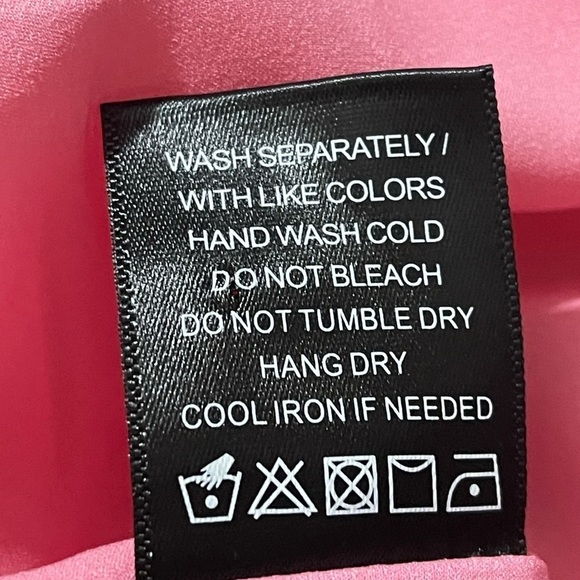 WASH SEPARATELY /
WITH LIKE COLORS
HAND WASH COLD
DO NOT BLEACH
DO NOT TUMBLE DRY
HANG DRY
COOL IRON IF NEEDED